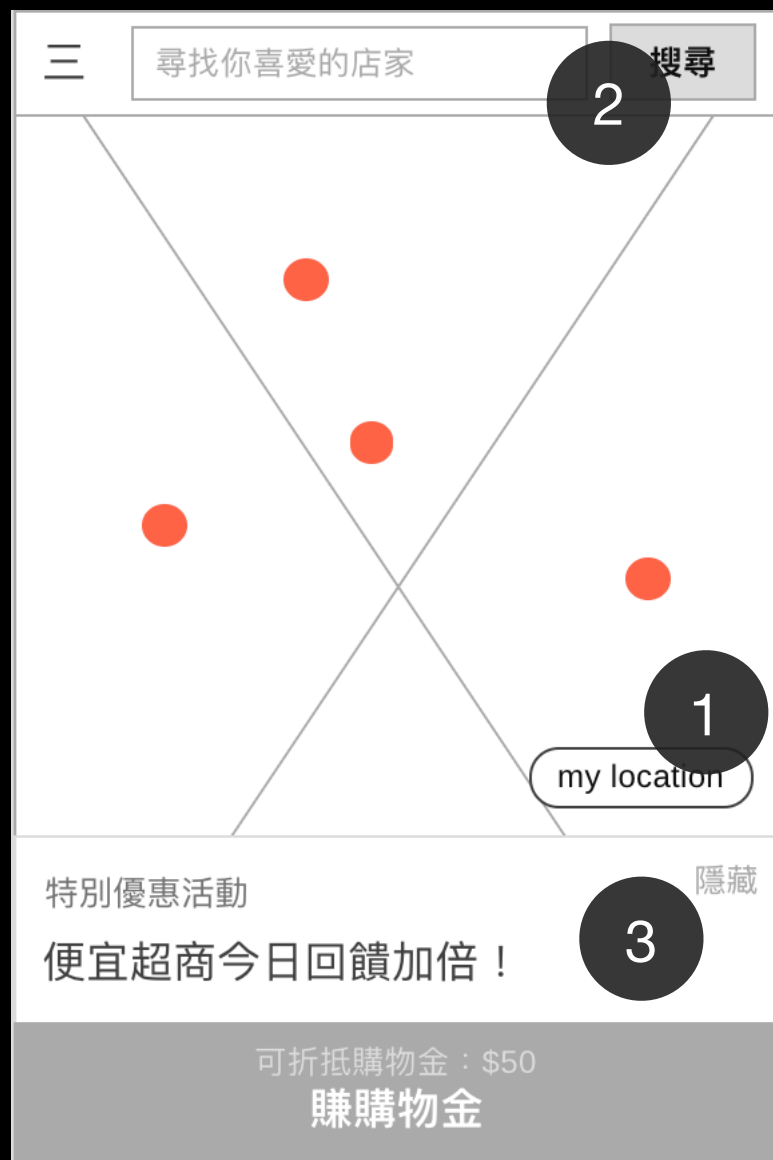 三
尋找你喜愛的店家
搜尋
2
1
my location
特別優惠活動
隱藏
便宜超商今日回饋加倍！
3
可折抵購物金：$50
賺購物金